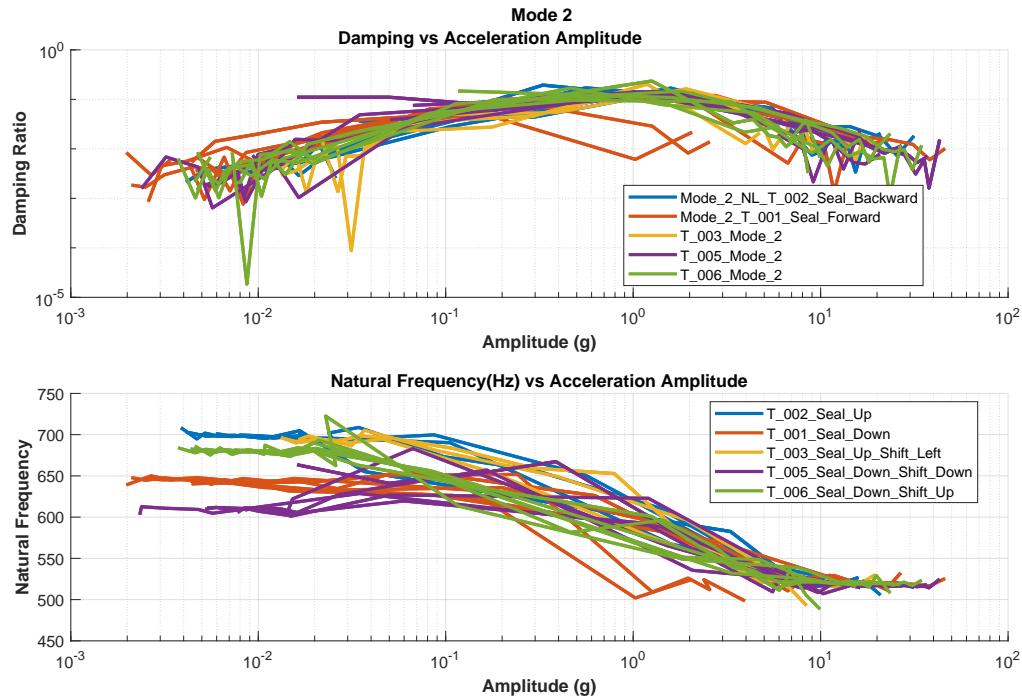 Mode 2
Damping vs Acceleration Amplitude
10^0
10^-5
Damping Ratio
Mode_2_NL_T_002_Seal_Backward
Mode_2_T_001_Seal_Forward
T_003_Mode_2
T_005_Mode_2
T_006_Mode_2
10^-3 10^-2 10^-1 10^0 10^1 10^2
Amplitude (g)
Natural Frequency(Hz) vs Acceleration Amplitude
750
700
650
600
550
500
450
Natural Frequency
T_002_Seal_Up
T_001_Seal_Down
T_003_Seal_Up_Shift_Left
T_005_Seal_Down_Shift_Down
T_006_Seal_Down_Shift_Up
10^-3 10^-2 10^-1 10^0 10^1 10^2
Amplitude (g)